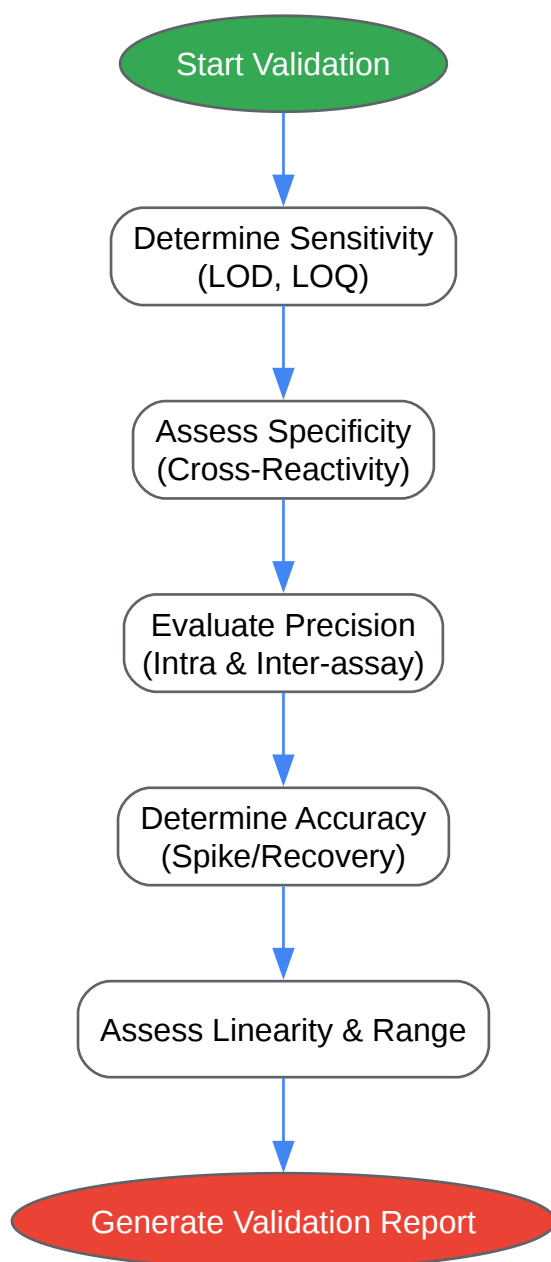 Start Validation
Determine Sensitivity
(LOD, LOQ)
Assess Specificity
(Cross-Reactivity)
Evaluate Precision
(Intra & Inter-assay)
Determine Accuracy
(Spike/Recovery)
Assess Linearity & Range
Generate Validation Report